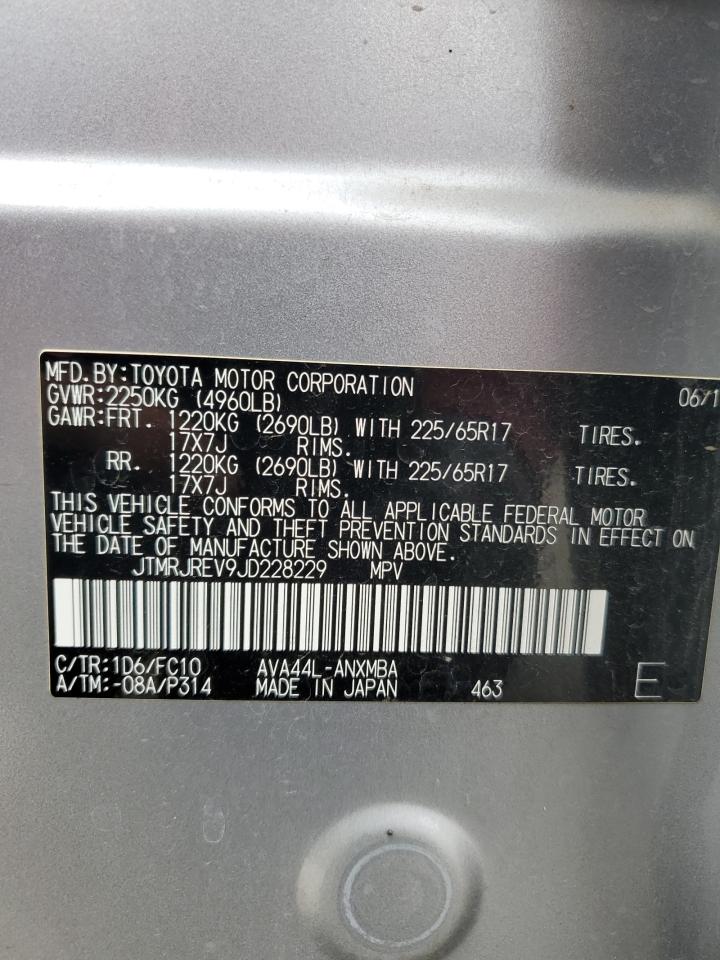 MFD.BY:TOYOTA MOTOR CORPORATION 06/1
GVWR:2250KG (4960LB)
GAWR:FRT. 1220KG (2690LB) WITH 225/65R17 TIRES.
17X7J RIMS.
RR. 1220KG (2690LB) WITH 225/65R17 TIRES.
17X7J RIMS.
THIS VEHICLE CONFORMS TO ALL APPLICABLE FEDERAL MOTOR
VEHICLE SAFETY AND THEFT PREVENTION STANDARDS IN EFFECT ON
THE DATE OF MANUFACTURE SHOWN ABOVE.
JTMRJREV9JD228229 MPV
C/TR:1D6/FC10 AVA44L-ANXMBA
A/TM:-08A/P314 MADE IN JAPAN 463 E